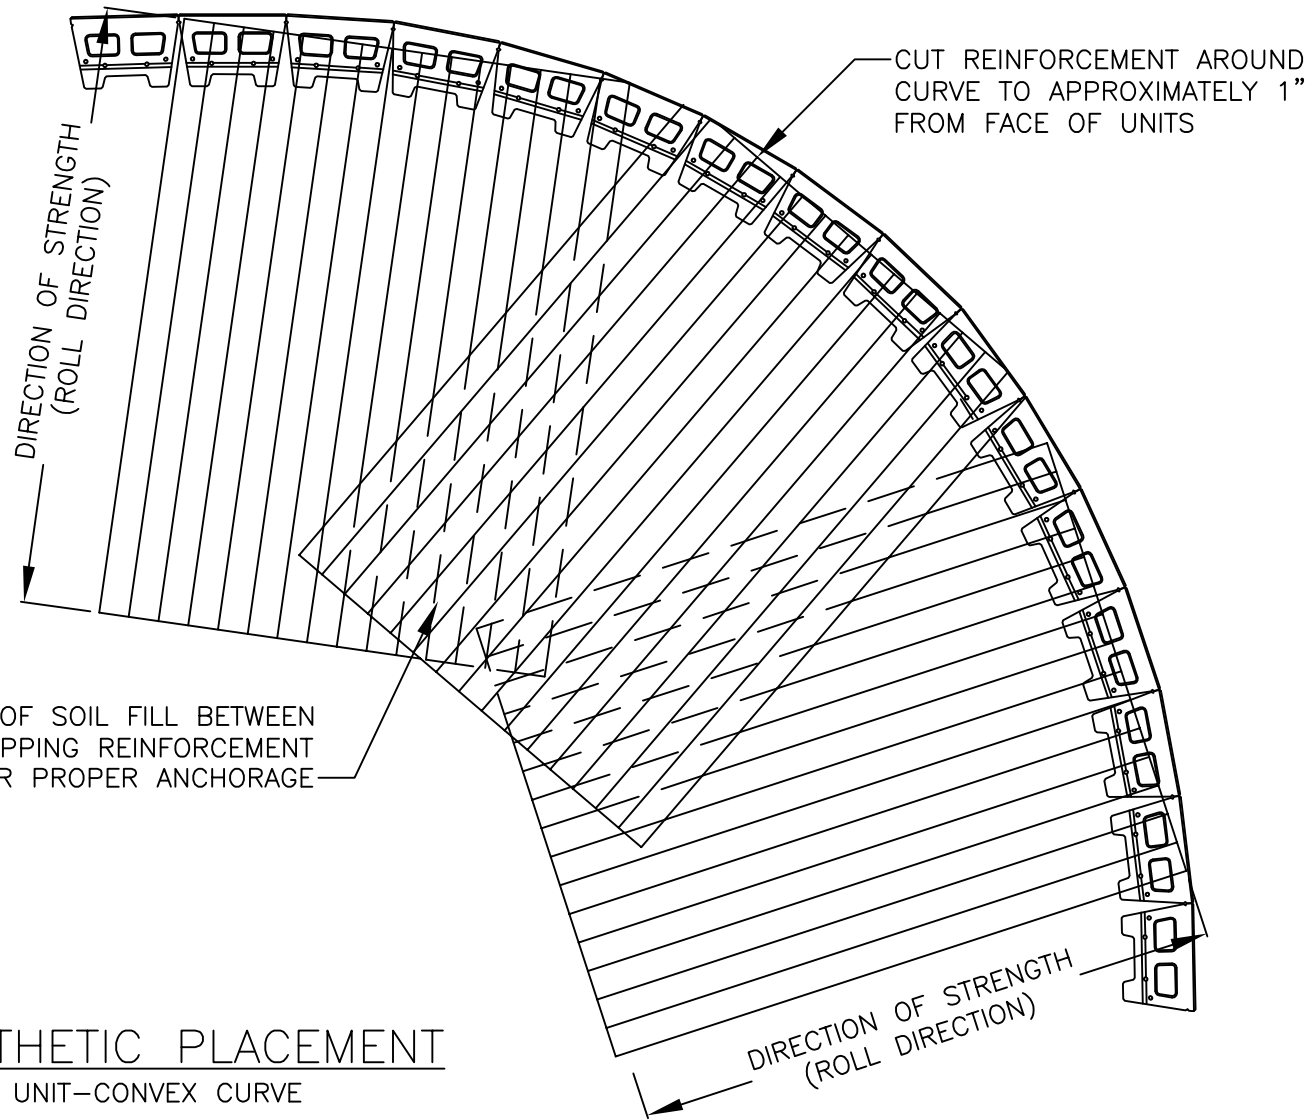 CUT REINFORCEMENT AROUND
CURVE TO APPROXIMATELY 1"
FROM FACE OF UNITS
DIRECTION OF STRENGTH
(ROLL DIRECTION)
OF SOIL FILL BETWEEN
PPING REINFORCEMENT
R PROPER ANCHORAGE
DIRECTION OF STRENGTH
(ROLL DIRECTION)
THETIC PLACEMENT
UNIT-CONVEX CURVE